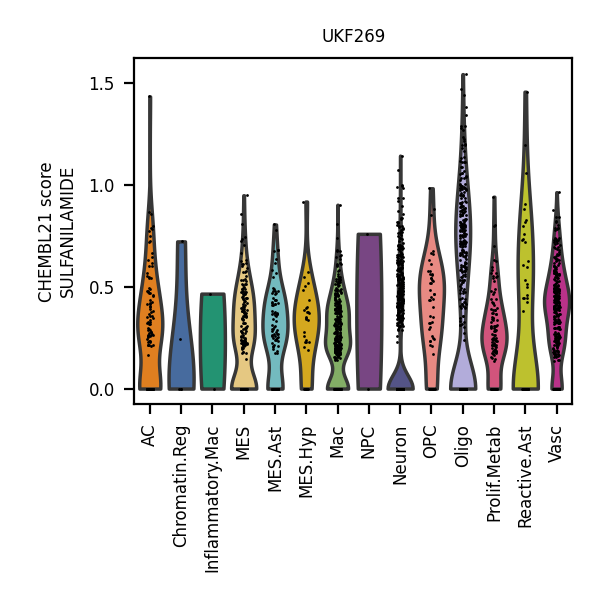 UKF269
CHEMBL21 score
SULFANILAMIDE
1.5
1.0
0.5
0.0
AC
Chromatin.Reg
Inflammatory.Mac
MES
MES.Ast
MES.Hyp
Mac
NPC
Neuron
OPC
Oligo
Prolif.Metab
Reactive.Ast
Vasc